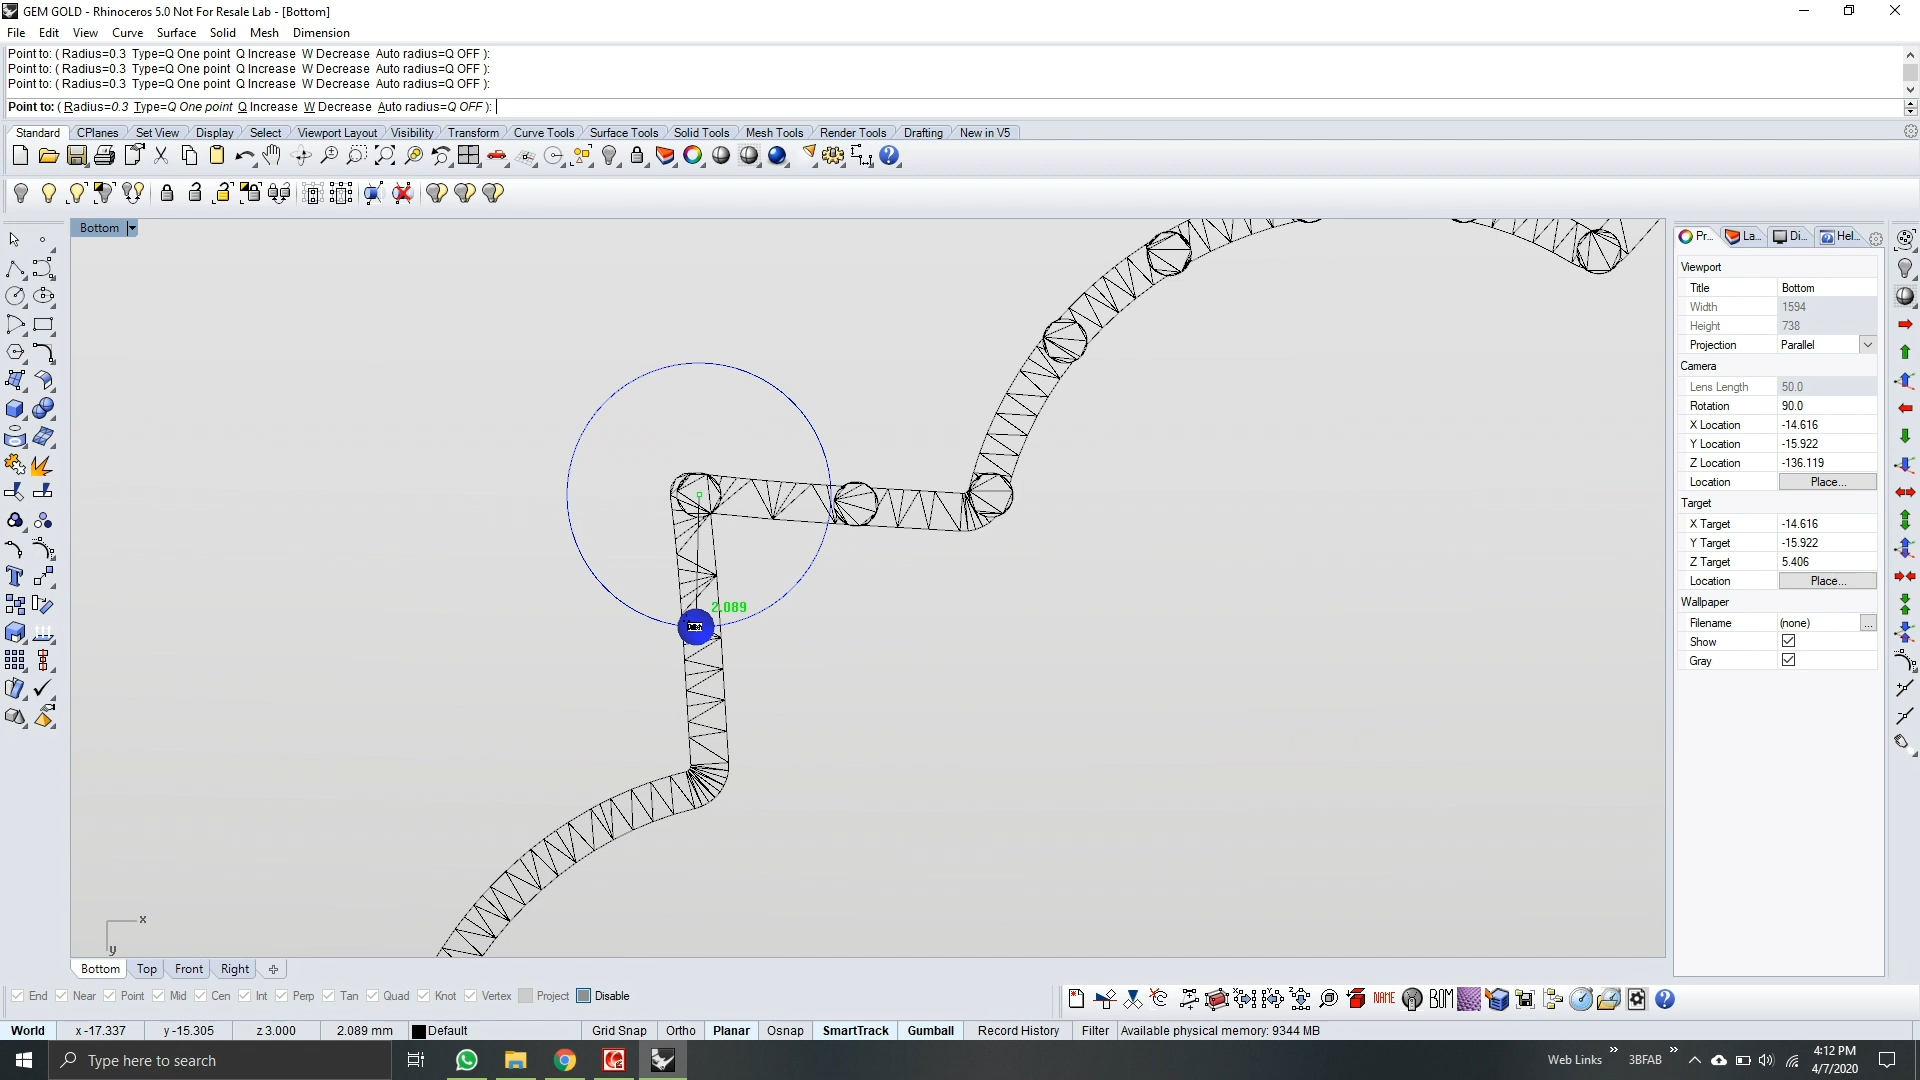 GEM GOLD - Rhinoceros 5.0 Not For Resale Lab - [Bottom]
File Edit View Curve Surface Solid Mesh Dimension
Point to: ( Radius=0.3 Type=Q One point Q Increase W Decrease Auto radius=Q OFF ):
Point to: ( Radius=0.3 Type=Q One point Q Increase W Decrease Auto radius=Q OFF ):
Point to: ( Radius=0.3 Type=Q One point Q Increase W Decrease Auto radius=Q OFF ):
Point to: ( Radius=0.3 Type=Q One point Q Increase W Decrease Auto radius=Q OFF ):
Standard CPlanes Set View Display Select Viewport Layout Visibility Transform Curve Tools Surface Tools Solid Tools Mesh Tools Render Tools Drafting New in V5
Bottom
Pr... La... Di... Hel...
Viewport
Title Bottom
Width 1594
Height 738
Projection Parallel
Camera
Lens Length 50.0
Rotation 90.0
X Location -14.616
Y Location -15.922
Z Location -136.119
Location Place...
Target
X Target -14.616
Y Target -15.922
Z Target 5.406
Location Place...
Wallpaper
Filename (none) ...
Show
Gray
2.089
x
y
Bottom Top Front Right
End Near Point Mid Cen Int Perp Tan Quad Knot Vertex Project Disable
NAME BOM
World x -17.337 y -15.305 z 3.000 2.089 mm Default Grid Snap Ortho Planar Osnap SmartTrack Gumball Record History Filter Available physical memory: 9344 MB
Type here to search
Web Links » 3BFAB »
4:12 PM
4/7/2020